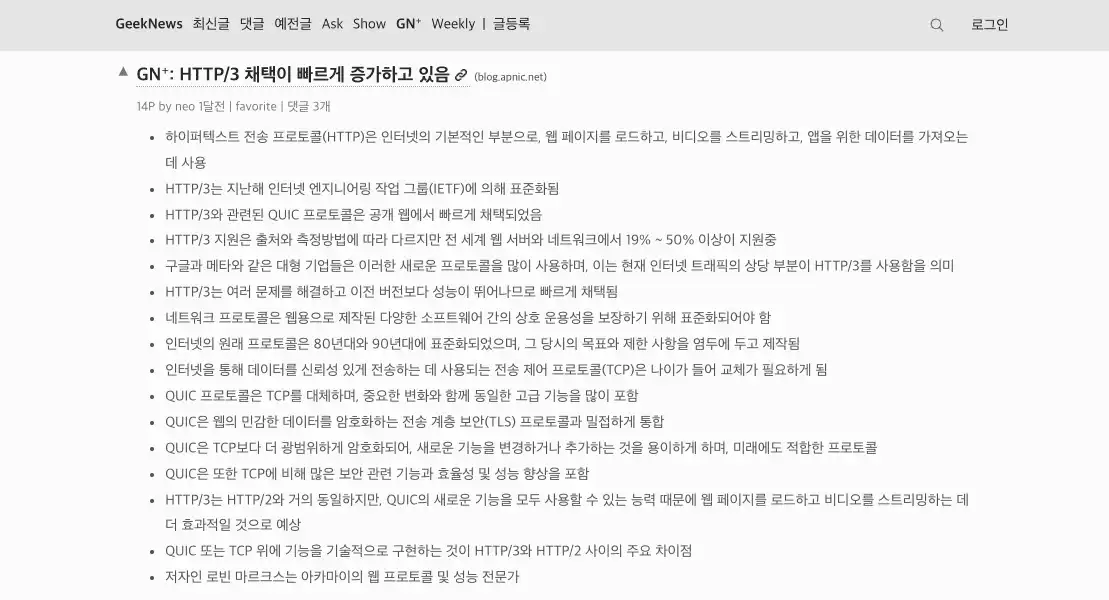 GeekNews 최신글 댓글 예전글 Ask Show GN⁺ Weekly | 글등록 로그인
▲ GN⁺: HTTP/3 채택이 빠르게 증가하고 있음 (blog.apnic.net)
14P by neo 1달전 | favorite | 댓글 3개
• 하이퍼텍스트 전송 프로토콜(HTTP)은 인터넷의 기본적인 부분으로, 웹 페이지를 로드하고, 비디오를 스트리밍하고, 앱을 위한 데이터를 가져오는
데 사용
• HTTP/3는 지난해 인터넷 엔지니어링 작업 그룹(IETF)에 의해 표준화됨
• HTTP/3와 관련된 QUIC 프로토콜은 공개 웹에서 빠르게 채택되었음
• HTTP/3 지원은 출처와 측정방법에 따라 다르지만 전 세계 웹 서버와 네트워크에서 19% ~ 50% 이상이 지원중
• 구글과 메타와 같은 대형 기업들은 이러한 새로운 프로토콜을 많이 사용하며, 이는 현재 인터넷 트래픽의 상당 부분이 HTTP/3를 사용함을 의미
• HTTP/3는 여러 문제를 해결하고 이전 버전보다 성능이 뛰어나므로 빠르게 채택됨
• 네트워크 프로토콜은 웹용으로 제작된 다양한 소프트웨어 간의 상호 운용성을 보장하기 위해 표준화되어야 함
• 인터넷의 원래 프로토콜은 80년대와 90년대에 표준화되었으며, 그 당시의 목표와 제한 사항을 염두에 두고 제작됨
• 인터넷을 통해 데이터를 신뢰성 있게 전송하는 데 사용되는 전송 제어 프로토콜(TCP)은 나이가 들어 교체가 필요하게 됨
• QUIC 프로토콜은 TCP를 대체하며, 중요한 변화와 함께 동일한 고급 기능을 많이 포함
• QUIC은 웹의 민감한 데이터를 암호화하는 전송 계층 보안(TLS) 프로토콜과 밀접하게 통합
• QUIC은 TCP보다 더 광범위하게 암호화되어, 새로운 기능을 변경하거나 추가하는 것을 용이하게 하며, 미래에도 적합한 프로토콜
• QUIC은 또한 TCP에 비해 많은 보안 관련 기능과 효율성 및 성능 향상을 포함
• HTTP/3는 HTTP/2와 거의 동일하지만, QUIC의 새로운 기능을 모두 사용할 수 있는 능력 때문에 웹 페이지를 로드하고 비디오를 스트리밍하는 데
더 효과적일 것으로 예상
• QUIC 또는 TCP 위에 기능을 기술적으로 구현하는 것이 HTTP/3와 HTTP/2 사이의 주요 차이점
• 저자인 로빈 마르크스는 아카마이의 웹 프로토콜 및 성능 전문가